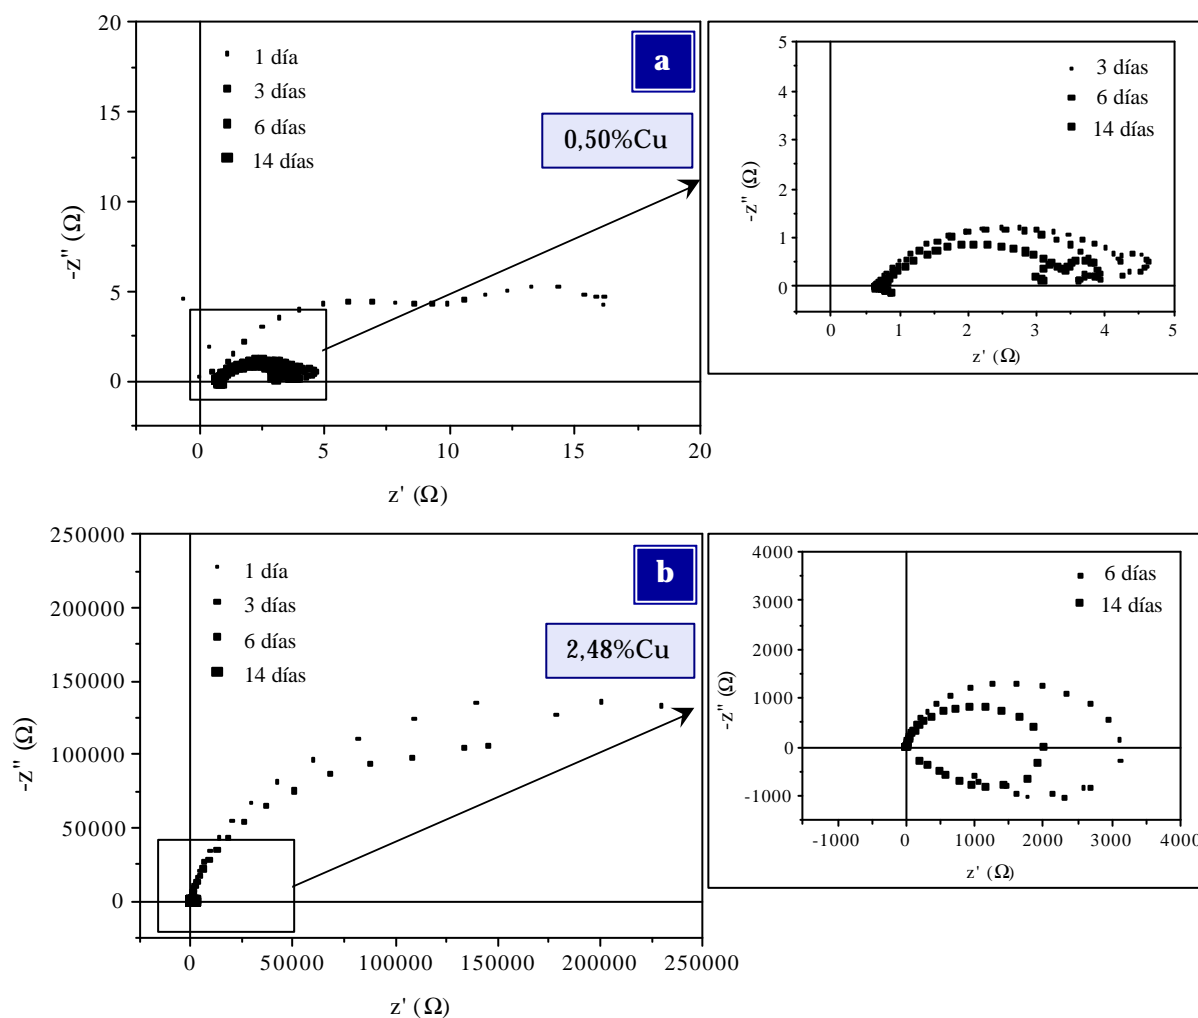 20
15
10
5
0
-z" (Ω)
1 día
3 días
6 días
14 días
a
0,50%Cu
0 5 10 15 20
z' (Ω)
5
4
3
2
1
0
-z" (Ω)
3 días
6 días
14 días
0 1 2 3 4 5
z' (Ω)
250000
200000
150000
100000
50000
0
-z" (Ω)
1 día
3 días
6 días
14 días
b
2,48%Cu
0 50000 100000 150000 200000 250000
z' (Ω)
4000
3000
2000
1000
0
-1000
-z" (Ω)
6 días
14 días
-1000 0 1000 2000 3000 4000
z' (Ω)